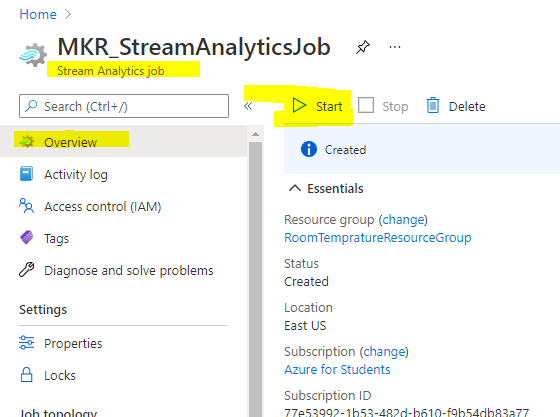 Home >
MKR_StreamAnalyticsJob ...
Stream Analytics job
Search (Ctrl+/) «
Start Stop Delete
Overview
Activity log
Access control (IAM)
Tags
Diagnose and solve problems
Settings
Properties
Locks
Job topology
Created
Essentials
Resource group (change)
RoomTempratureResourceGroup
Status
Created
Location
East US
Subscription (change)
Azure for Students
Subscription ID
77e53992-1b53-482d-b610-f9b54db83a77